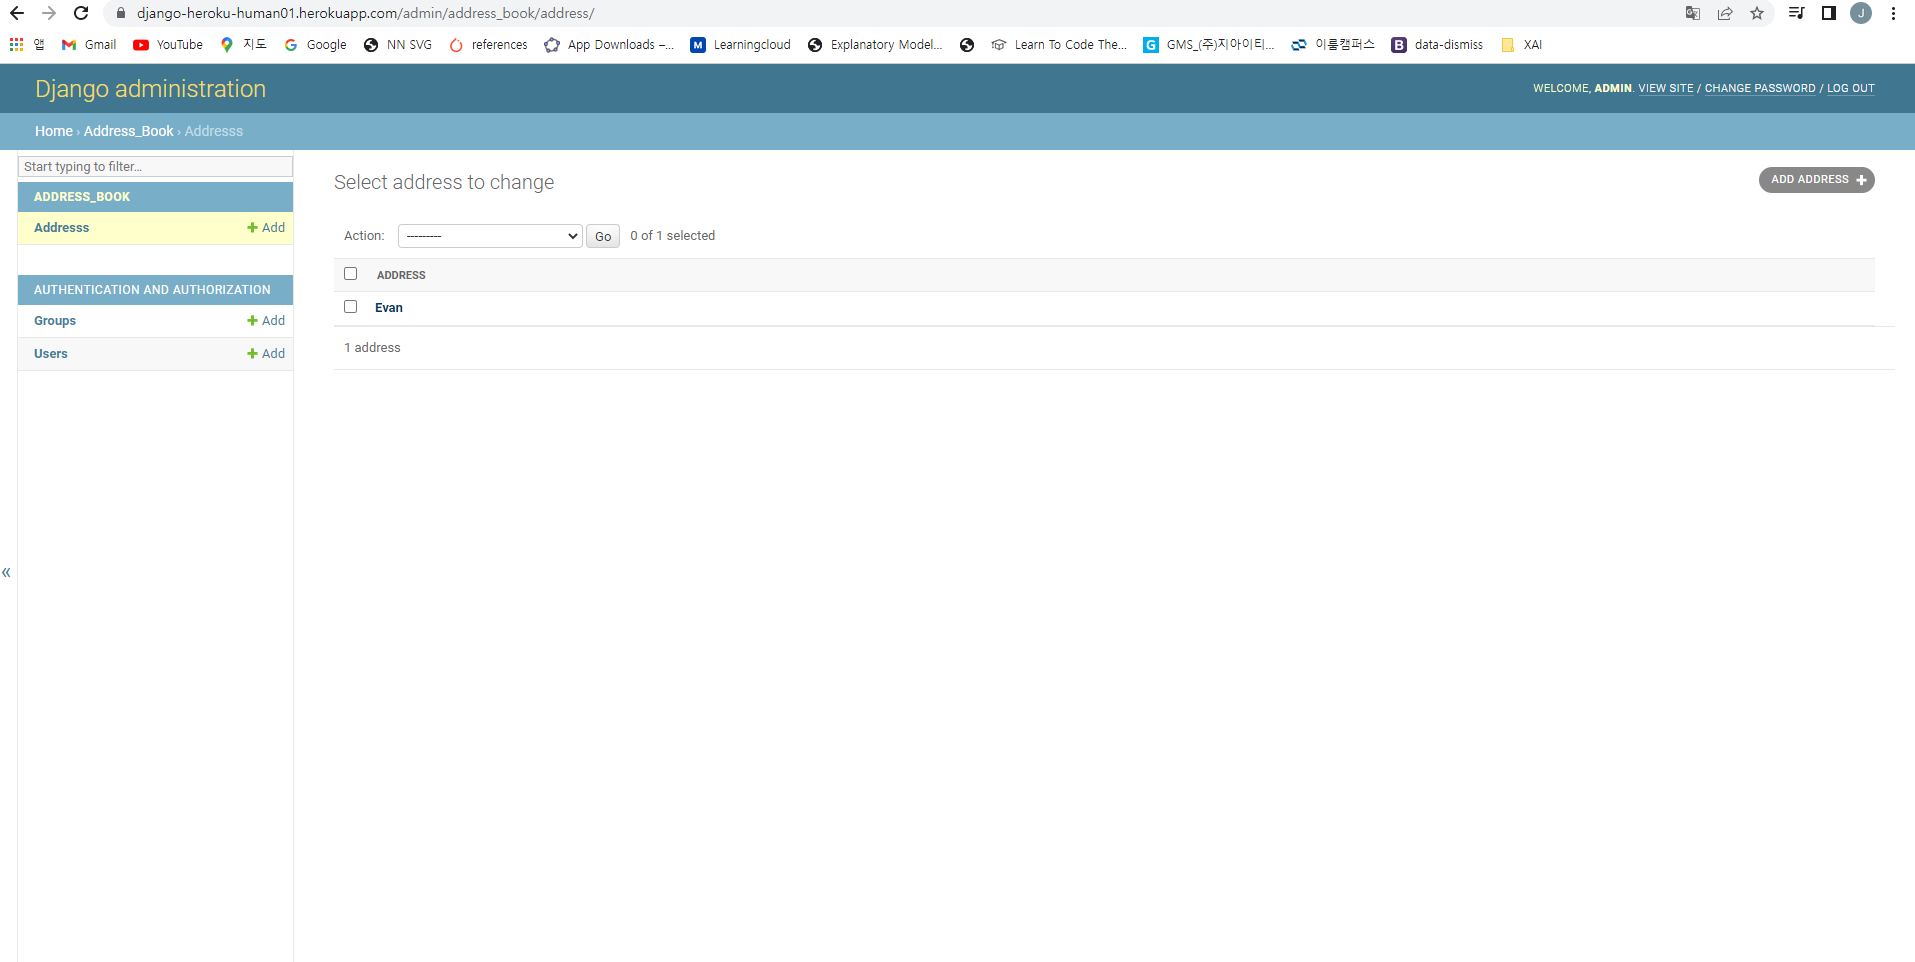 django-heroku-human01.herokuapp.com/admin/address_book/address/
J
앱 Gmail YouTube 지도 Google NN SVG references App Downloads –... M Learningcloud Explanatory Model... Learn To Code The... G GMS_(주)지아이티... 이룸캠퍼스 B data-dismiss XAI
Django administration
WELCOME, ADMIN. VIEW SITE / CHANGE PASSWORD / LOG OUT
Home › Address_Book › Addresss
Start typing to filter...
ADDRESS_BOOK
Addresss + Add
AUTHENTICATION AND AUTHORIZATION
Groups + Add
Users + Add
«
Select address to change
ADD ADDRESS +
Action: --------- Go 0 of 1 selected
ADDRESS
Evan
1 address